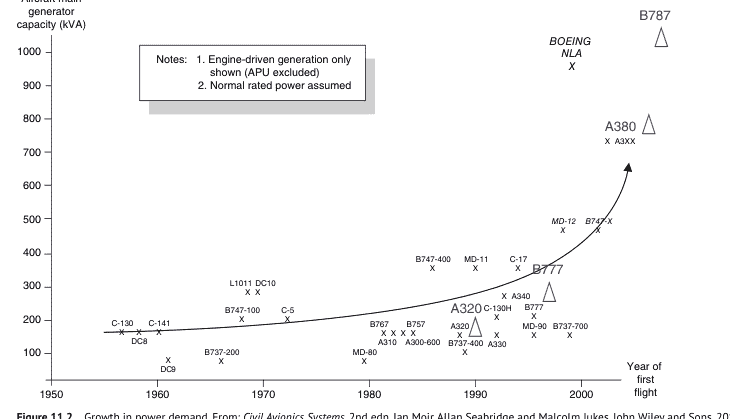 Aircraft main
generator
capacity (kVA)
B787
BOEING
NLA
X
1000
900
800
700
600
500
400
300
200
100
Notes: 1. Engine-driven generation only
shown (APU excluded)
2. Normal rated power assumed
A380
X A3XX
MD-12 B747-X
X X
B747-400 MD-11 C-17
X X X
B777
L1011 DC10
X X
X A340
A320
B747-100 C-5
X X
C-130H
X
B777
X
C-130 C-141
X X X
DC8
B767 B757
X X X X
A310 A300-600
A320
X
X
A330
MD-90 B737-700
X X
B737-400
X
X
DC9
B737-200
X
MD-80
X
Year of
first
flight
1950 1960 1970 1980 1990 2000
Figure 11.2 Growth in power demand. From: Civil Avionics Systems, 2nd edn, Ian Moir, Allan Seabridge and Malcolm Jukes, John Wiley and Sons, 20